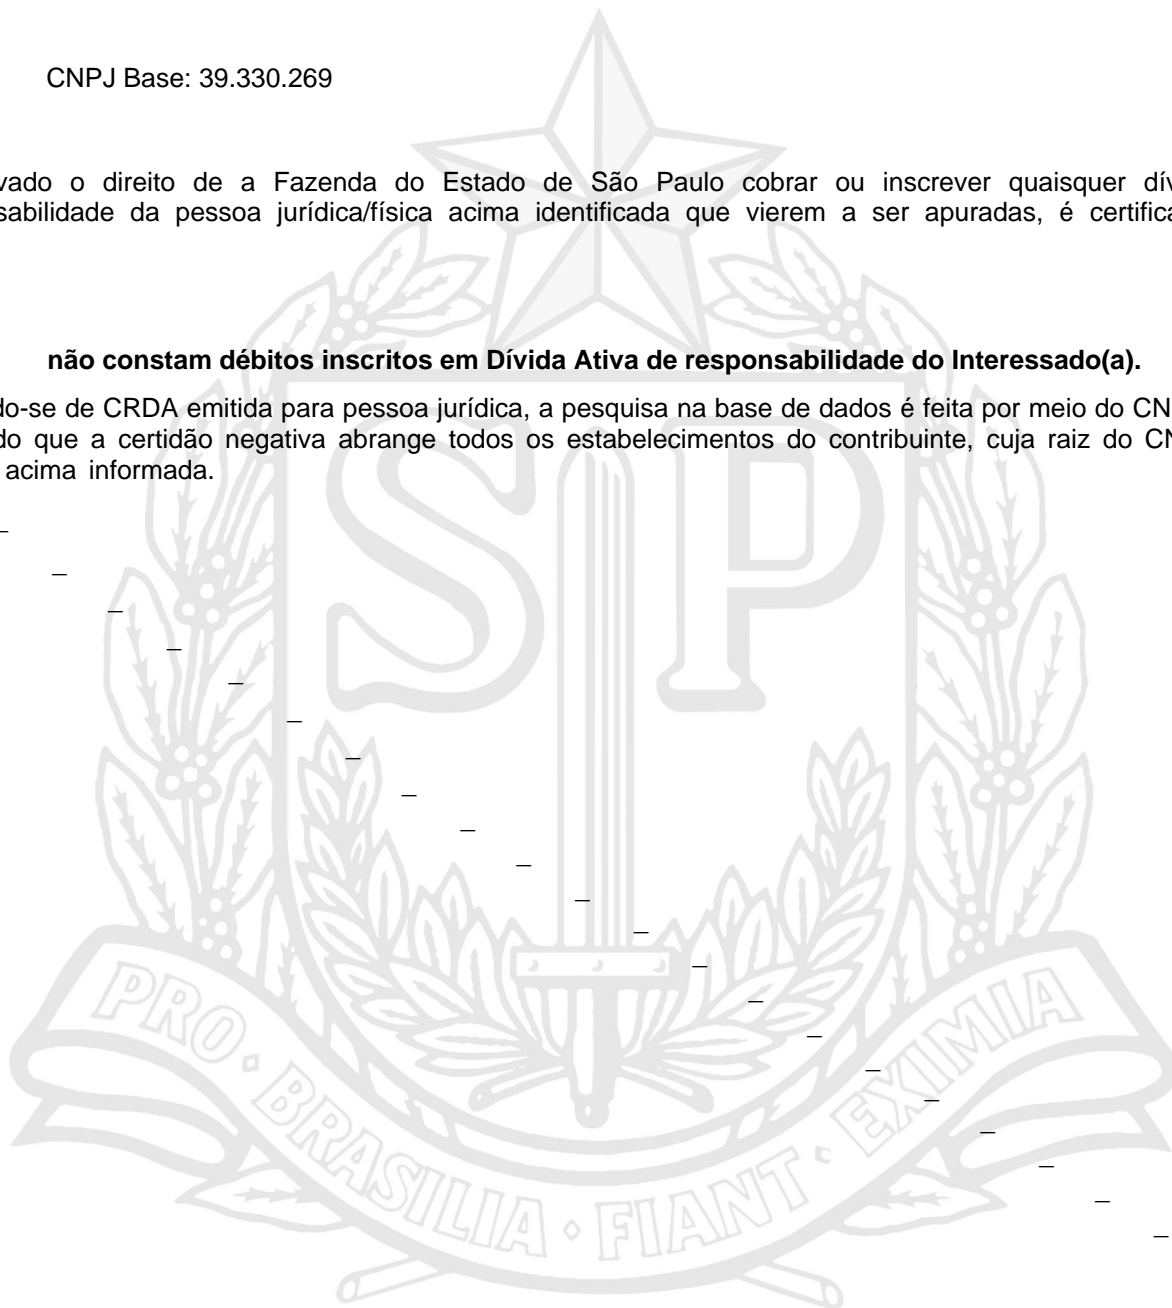 CNPJ Base: 39.330.269
vado o direito de a Fazenda do Estado de São Paulo cobrar ou inscrever quaisquer dív
sabilidade da pessoa jurídica/física acima identificada que vierem a ser apuradas, é certifica
não constam débitos inscritos em Dívida Ativa de responsabilidade do Interessado(a).
do-se de CRDA emitida para pessoa jurídica, a pesquisa na base de dados é feita por meio do CN
do que a certidão negativa abrange todos os estabelecimentos do contribuinte, cuja raiz do CN
acima informada.
SP
PRO • BRASILIA • FIANT • EXIMIA